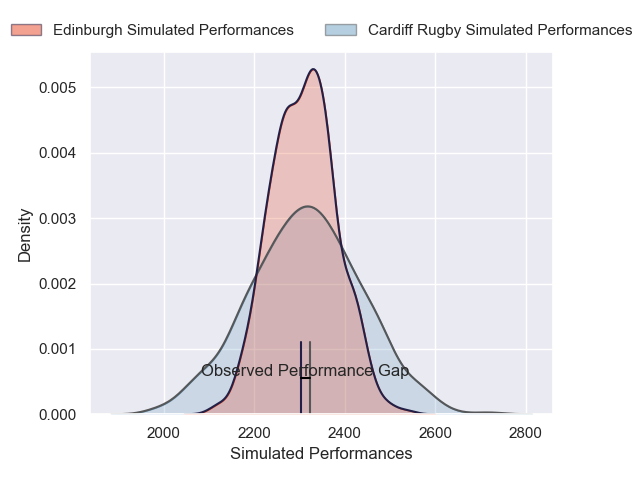 Edinburgh Simulated Performances
Cardiff Rugby Simulated Performances
0.005
0.004
0.003
0.002
0.001
0.000
Density
Observed Performance Gap
2000
2200
2400
2600
2800
Simulated Performances